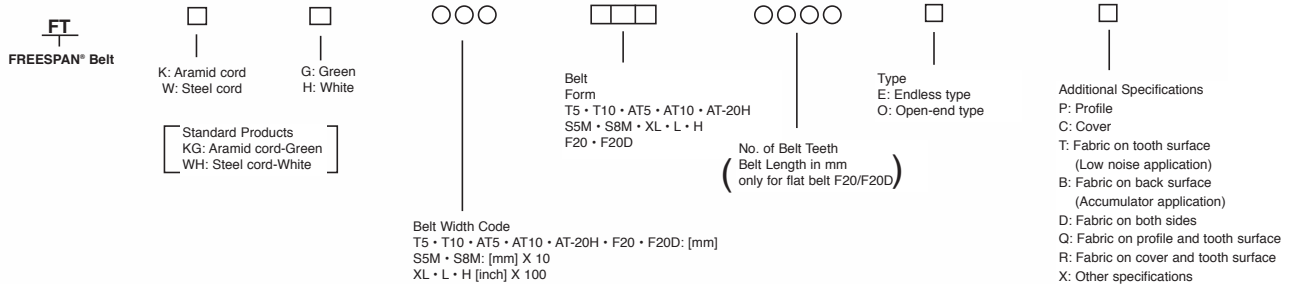 FT
FREESPAN® Belt
K: Aramid cord
W: Steel cord
G: Green
H: White
Standard Products
KG: Aramid cord-Green
WH: Steel cord-White
Belt Width Code
T5 • T10 • AT5 • AT10 • AT-20H • F20 • F20D: [mm]
S5M • S8M: [mm] X 10
XL • L • H [inch] X 100
Belt
Form
T5 • T10 • AT5 • AT10 • AT-20H
S5M • S8M • XL • L • H
F20 • F20D
No. of Belt Teeth
(Belt Length in mm
only for flat belt F20/F20D)
Type
E: Endless type
O: Open-end type
Additional Specifications
P: Profile
C: Cover
T: Fabric on tooth surface
(Low noise application)
B: Fabric on back surface
(Accumulator application)
D: Fabric on both sides
Q: Fabric on profile and tooth surface
R: Fabric on cover and tooth surface
X: Other specifications